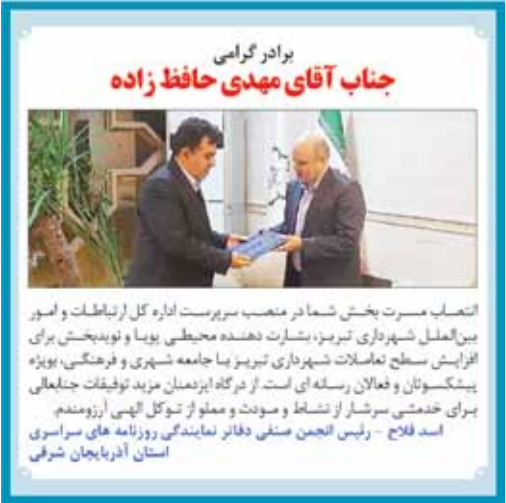 برادر گرامی
جناب آقای مهدی حافظ زاده
انتصاب مسرت بخش شما در منصب سرپرست اداره کل ارتباطات و امور
بین‌الملل شهرداری تبریز، بشارت دهنده محیطی پویا و نویدبخش برای
افزایش سطح تعاملات شهرداری تبریز با جامعه شهری و فرهنگی، بویژه
پیشکسوتان و فعالان رسانه ای است. از درگاه ایزدمنان مزید توفیقات جنابعالی
برای خدمتی سرشار از نشاط و مودت و مملو از توکل الهی آرزومندم.
اسد فلاح - رئیس انجمن صنفی دفاتر نمایندگی روزنامه های سراسری
استان آذربایجان شرقی